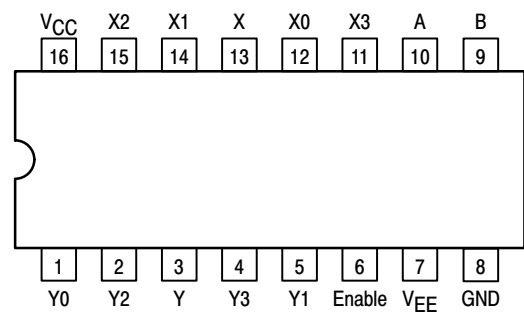 VCC X2 X1 X X0 X3 A B
16 15 14 13 12 11 10 9
1 2 3 4 5 6 7 8
Y0 Y2 Y Y3 Y1 Enable VEE GND